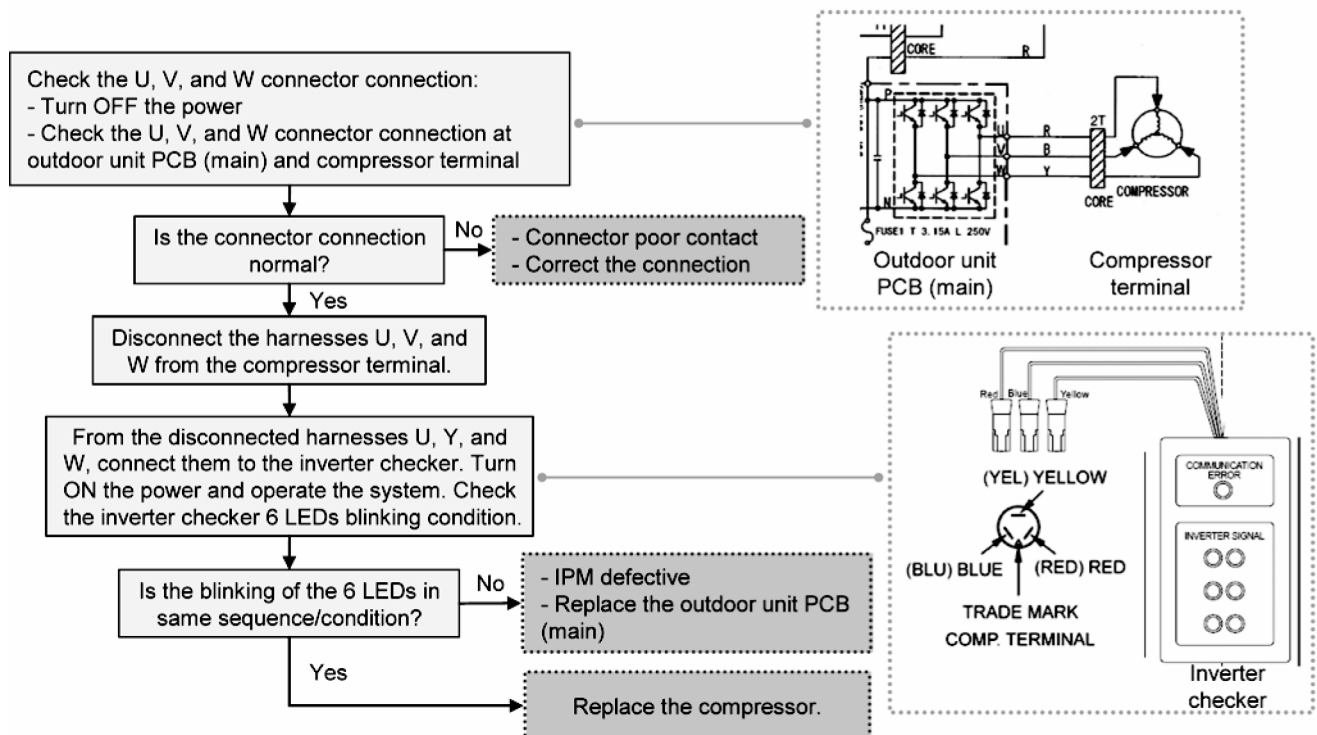 Check the U, V, and W connector connection:
- Turn OFF the power
- Check the U, V, and W connector connection at
outdoor unit PCB (main) and compressor terminal
Is the connector connection
normal?
No
- Connector poor contact
- Correct the connection
Yes
Disconnect the harnesses U, V, and
W from the compressor terminal.
From the disconnected harnesses U, Y, and
W, connect them to the inverter checker. Turn
ON the power and operate the system. Check
the inverter checker 6 LEDs blinking condition.
Is the blinking of the 6 LEDs in
same sequence/condition?
No
- IPM defective
- Replace the outdoor unit PCB
(main)
Yes
Replace the compressor.
CORE
R
P
U
R
2T
V
B
W
Y
N
CORE
COMPRESSOR
FUSE1 T 3.15A L 250V
Outdoor unit
PCB (main)
Compressor
terminal
Red
Blue
Yellow
(YEL) YELLOW
(BLU) BLUE
(RED) RED
TRADE MARK
COMP. TERMINAL
COMMUNICATION
ERROR
INVERTER SIGNAL
Inverter
checker